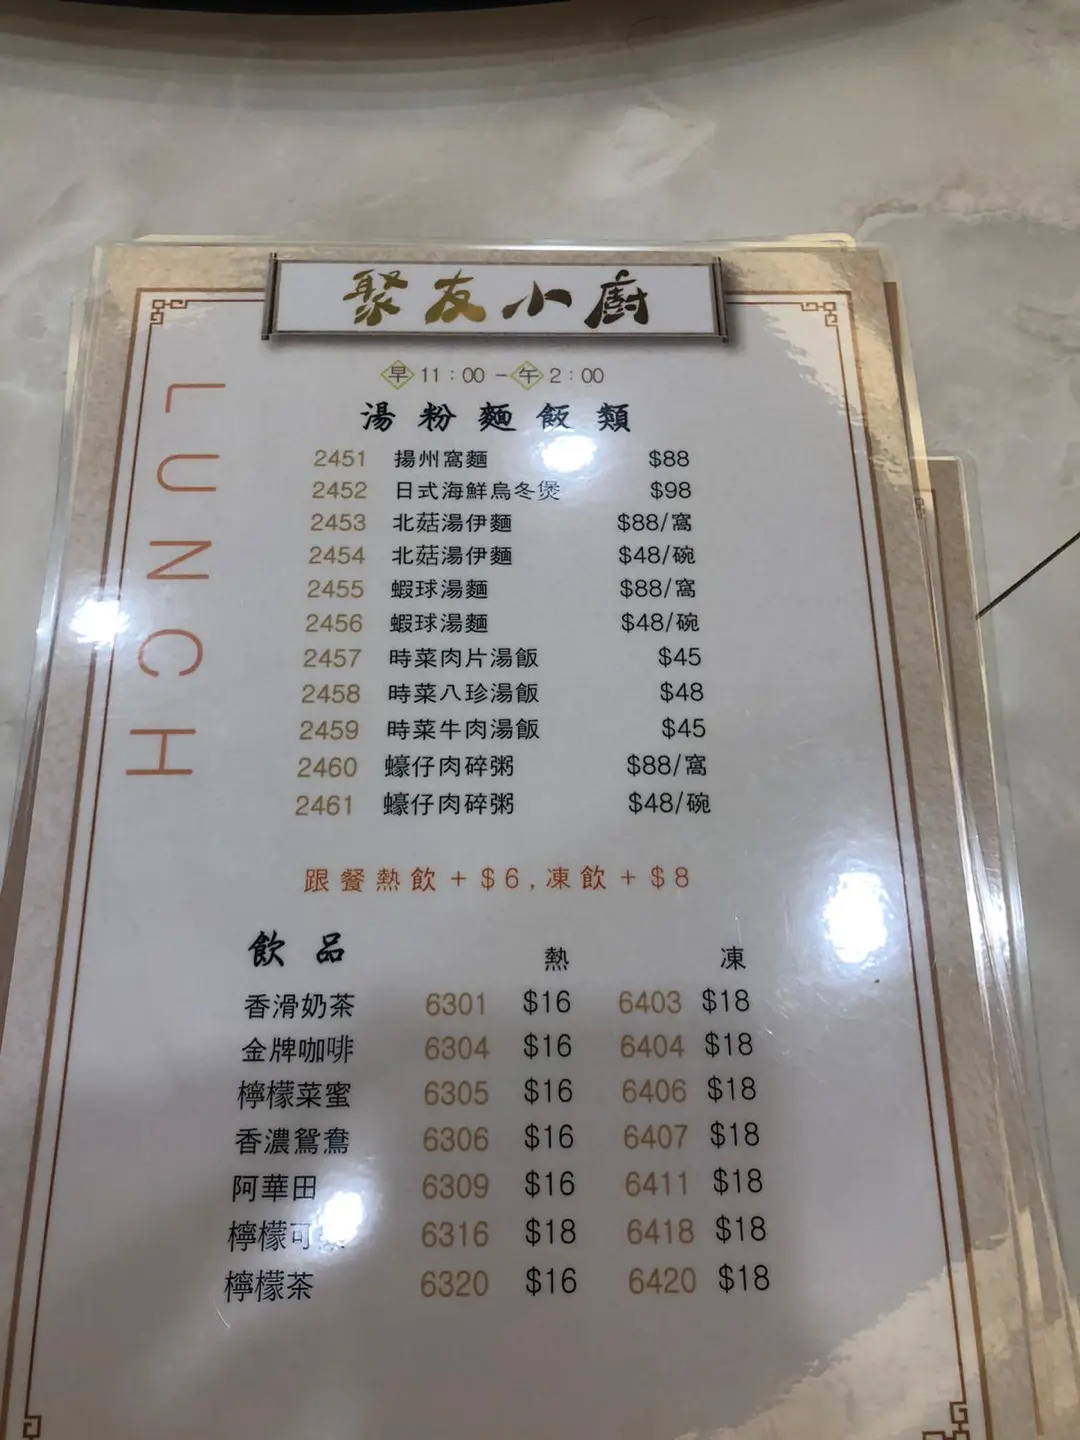 聚友小廚
早 11:00 - 午 2:00
LUNCH
湯粉麵飯類
2451 揚州窩麵 $88
2452 日式海鮮烏冬煲 $98
2453 北菇湯伊麵 $88/窩
2454 北菇湯伊麵 $48/碗
2455 蝦球湯麵 $88/窩
2456 蝦球湯麵 $48/碗
2457 時菜肉片湯飯 $45
2458 時菜八珍湯飯 $48
2459 時菜牛肉湯飯 $45
2460 蠔仔肉碎粥 $88/窩
2461 蠔仔肉碎粥 $48/碗
跟餐熱飲+$6,凍飲+$8
飲品 熱 凍
香滑奶茶 6301 $16 6403 $18
金牌咖啡 6304 $16 6404 $18
檸檬菜蜜 6305 $16 6406 $18
香濃鴛鴦 6306 $16 6407 $18
阿華田 6309 $16 6411 $18
檸檬可 6316 $18 6418 $18
檸檬茶 6320 $16 6420 $18